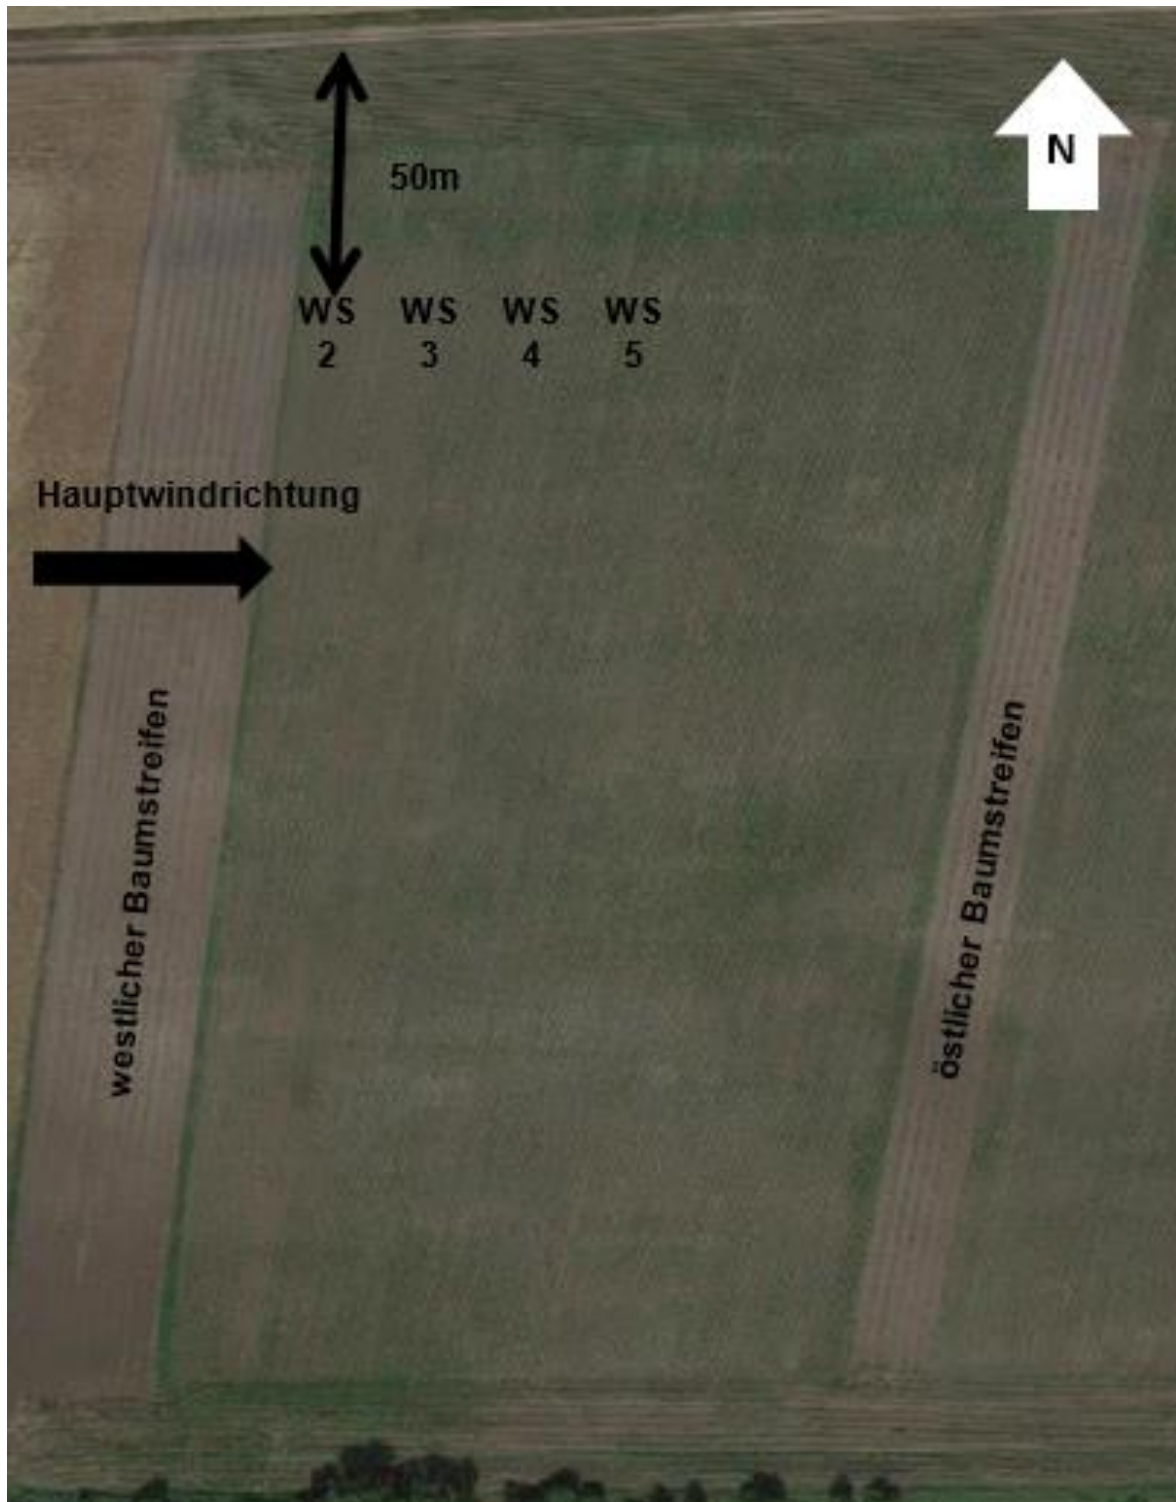 N
50m
WS WS WS WS
2 3 4 5
Hauptwindrichtung
westlicher Baumstreifen
östlicher Baumstreifen